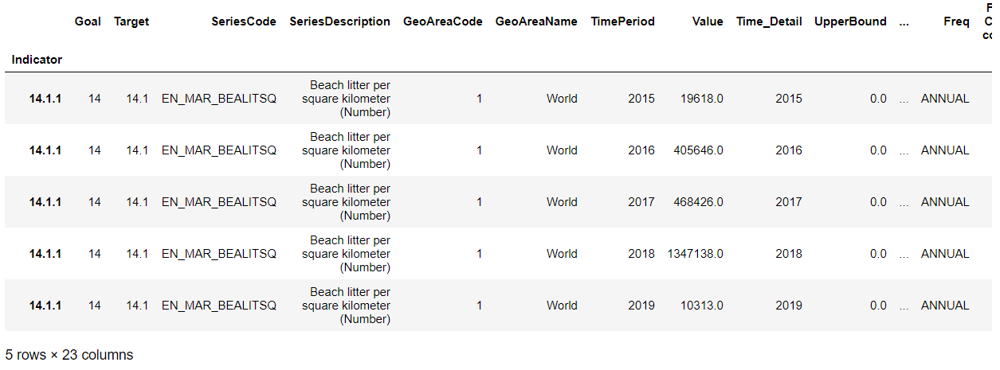 Goal Target SeriesCode SeriesDescription GeoAreaCode GeoAreaName TimePeriod Value Time_Detail UpperBound ... Freq
Indicator
14.1.1 14 14.1 EN_MAR_BEALITSQ Beach litter per square kilometer (Number) 1 World 2015 19618.0 2015 0.0 ... ANNUAL
14.1.1 14 14.1 EN_MAR_BEALITSQ Beach litter per square kilometer (Number) 1 World 2016 405646.0 2016 0.0 ... ANNUAL
14.1.1 14 14.1 EN_MAR_BEALITSQ Beach litter per square kilometer (Number) 1 World 2017 468426.0 2017 0.0 ... ANNUAL
14.1.1 14 14.1 EN_MAR_BEALITSQ Beach litter per square kilometer (Number) 1 World 2018 1347138.0 2018 0.0 ... ANNUAL
14.1.1 14 14.1 EN_MAR_BEALITSQ Beach litter per square kilometer (Number) 1 World 2019 10313.0 2019 0.0 ... ANNUAL
5 rows × 23 columns